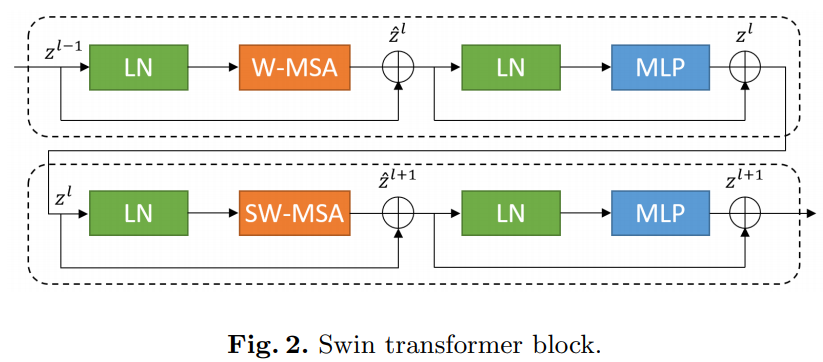 z^{l-1} LN W-MSA ẑ^l LN MLP z^l
z^l LN SW-MSA ẑ^{l+1} LN MLP z^{l+1}
Fig. 2. Swin transformer block.